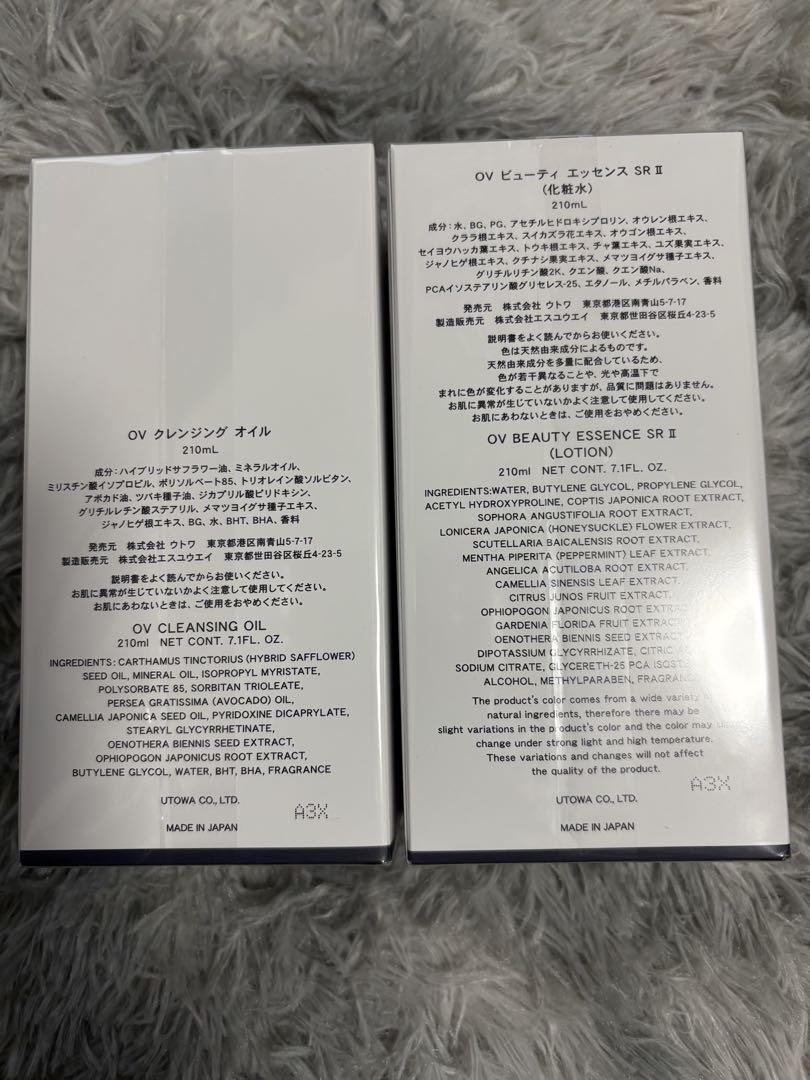 OV クレンジング オイル
210mL
成分：ハイブリッドサフラワー油、ミネラルオイル、
ミリスチン酸イソプロピル、ポリソルベート85、トリオレイン酸ソルビタン、
アボカド油、ツバキ種子油、ジカプリル酸ピリドキシン、
グリチルレチン酸ステアリル、メマツヨイグサ種子エキス、
ジャノヒゲ根エキス、BG、水、BHT、BHA、香料
発売元　株式会社 ウトワ　東京都港区南青山5-7-17
製造販売元　株式会社エスユウエイ　東京都世田谷区桜丘4-23-5
説明書をよく読んでからお使いください。
お肌に異常が生じていないかよく注意して使用してください。
お肌にあわないときは、ご使用をおやめください。
OV CLEANSING OIL
210ml NET CONT. 7.1FL. OZ.
INGREDIENTS: CARTHAMUS TINCTORIUS (HYBRID SAFFLOWER)
SEED OIL, MINERAL OIL, ISOPROPYL MYRISTATE,
POLYSORBATE 85, SORBITAN TRIOLEATE,
PERSEA GRATISSIMA (AVOCADO) OIL,
CAMELLIA JAPONICA SEED OIL, PYRIDOXINE DICAPRYLATE,
STEARYL GLYCYRRHETINATE,
OENOTHERA BIENNIS SEED EXTRACT,
OPHIOPOGON JAPONICUS ROOT EXTRACT,
BUTYLENE GLYCOL, WATER, BHT, BHA, FRAGRANCE
UTOWA CO., LTD.
A3X
MADE IN JAPAN
OV ビューティ エッセンス SR Ⅱ
（化粧水）
210mL
成分：水、BG、PG、アセチルヒドロキシプロリン、オウレン根エキス、
クララ根エキス、スイカズラ花エキス、オウゴン根エキス、
セイヨウハッカ葉エキス、トウキ根エキス、チャ葉エキス、ユズ果実エキス、
ジャノヒゲ根エキス、クチナシ果実エキス、メマツヨイグサ種子エキス、
グリチルリチン酸2K、クエン酸、クエン酸Na、
PCAイソステアリン酸グリセレス-25、エタノール、メチルパラベン、香料
発売元　株式会社 ウトワ　東京都港区南青山5-7-17
製造販売元　株式会社エスユウエイ　東京都世田谷区桜丘4-23-5
説明書をよく読んでからお使いください。
色は天然由来成分によるものです。
天然由来成分を多量に配合しているため、
色が若干異なることや、光や高温下で
まれに色が変化することがありますが、品質に問題はありません。
お肌に異常が生じていないかよく注意して使用してください。
お肌にあわないときは、ご使用をおやめください。
OV BEAUTY ESSENCE SR Ⅱ
(LOTION)
210ml NET CONT. 7.1FL. OZ.
INGREDIENTS:WATER, BUTYLENE GLYCOL, PROPYLENE GLYCOL,
ACETYL HYDROXYPROLINE, COPTIS JAPONICA ROOT EXTRACT,
SOPHORA ANGUSTIFOLIA ROOT EXTRACT,
LONICERA JAPONICA (HONEYSUCKLE) FLOWER EXTRACT,
SCUTELLARIA BAICALENSIS ROOT EXTRACT,
MENTHA PIPERITA (PEPPERMINT) LEAF EXTRACT,
ANGELICA ACUTILOBA ROOT EXTRACT,
CAMELLIA SINENSIS LEAF EXTRACT,
CITRUS JUNOS FRUIT EXTRACT,
OPHIOPOGON JAPONICUS ROOT EXTRACT,
GARDENIA FLORIDA FRUIT EXTRACT,
OENOTHERA BIENNIS SEED EXTRACT,
DIPOTASSIUM GLYCYRRHIZATE, CITRIC
SODIUM CITRATE, GLYCERETH-25 PCA
ALCOHOL, METHYLPARABEN, FRAGRANCE
The product's color comes from a wide variety
natural ingredients, therefore there may be
slight variations in the product's color and the color may
change under strong light and high temperature.
These variations and changes will not affect
the quality of the product.
A3X
UTOWA CO., LTD.
MADE IN JAPAN